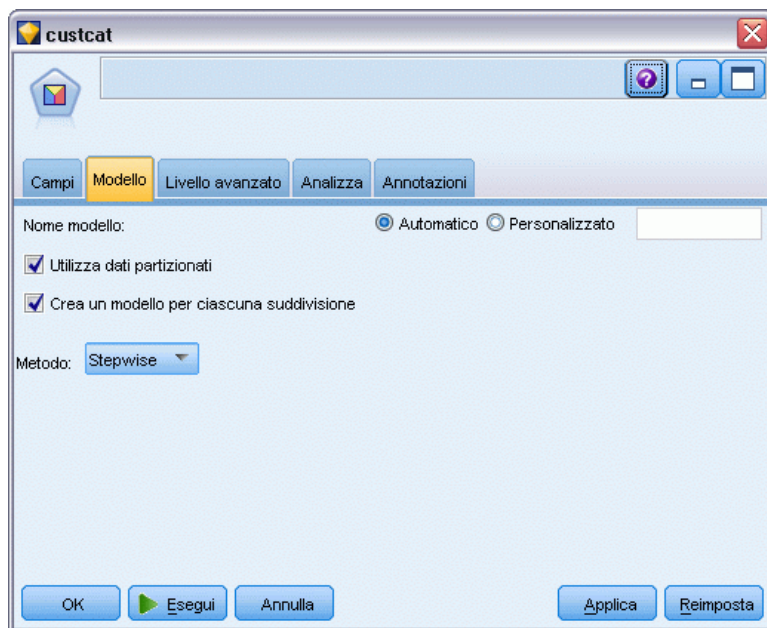 custcat
Campi Modello Livello avanzato Analizza Annotazioni
Nome modello: Automatico Personalizzato
Utilizza dati partizionati
Crea un modello per ciascuna suddivisione
Metodo: Stepwise
OK Esegui Annulla Applica Reimposta